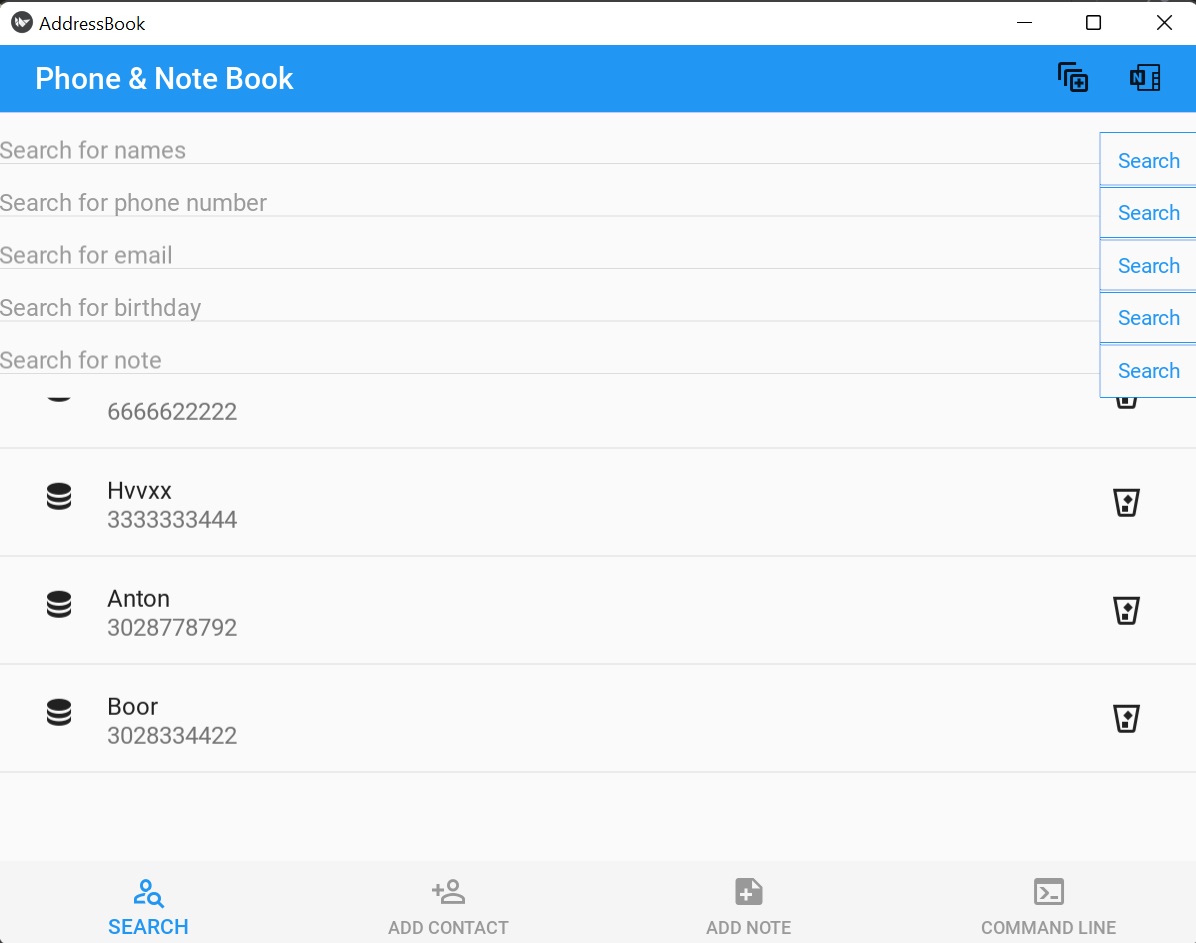 AddressBook
Phone & Note Book
Search for names
Search
Search for phone number
Search
Search for email
Search
Search for birthday
Search
Search for note
Search
6666622222
Hvvxx
3333333444
Anton
3028778792
Boor
3028334422
SEARCH
ADD CONTACT
ADD NOTE
COMMAND LINE